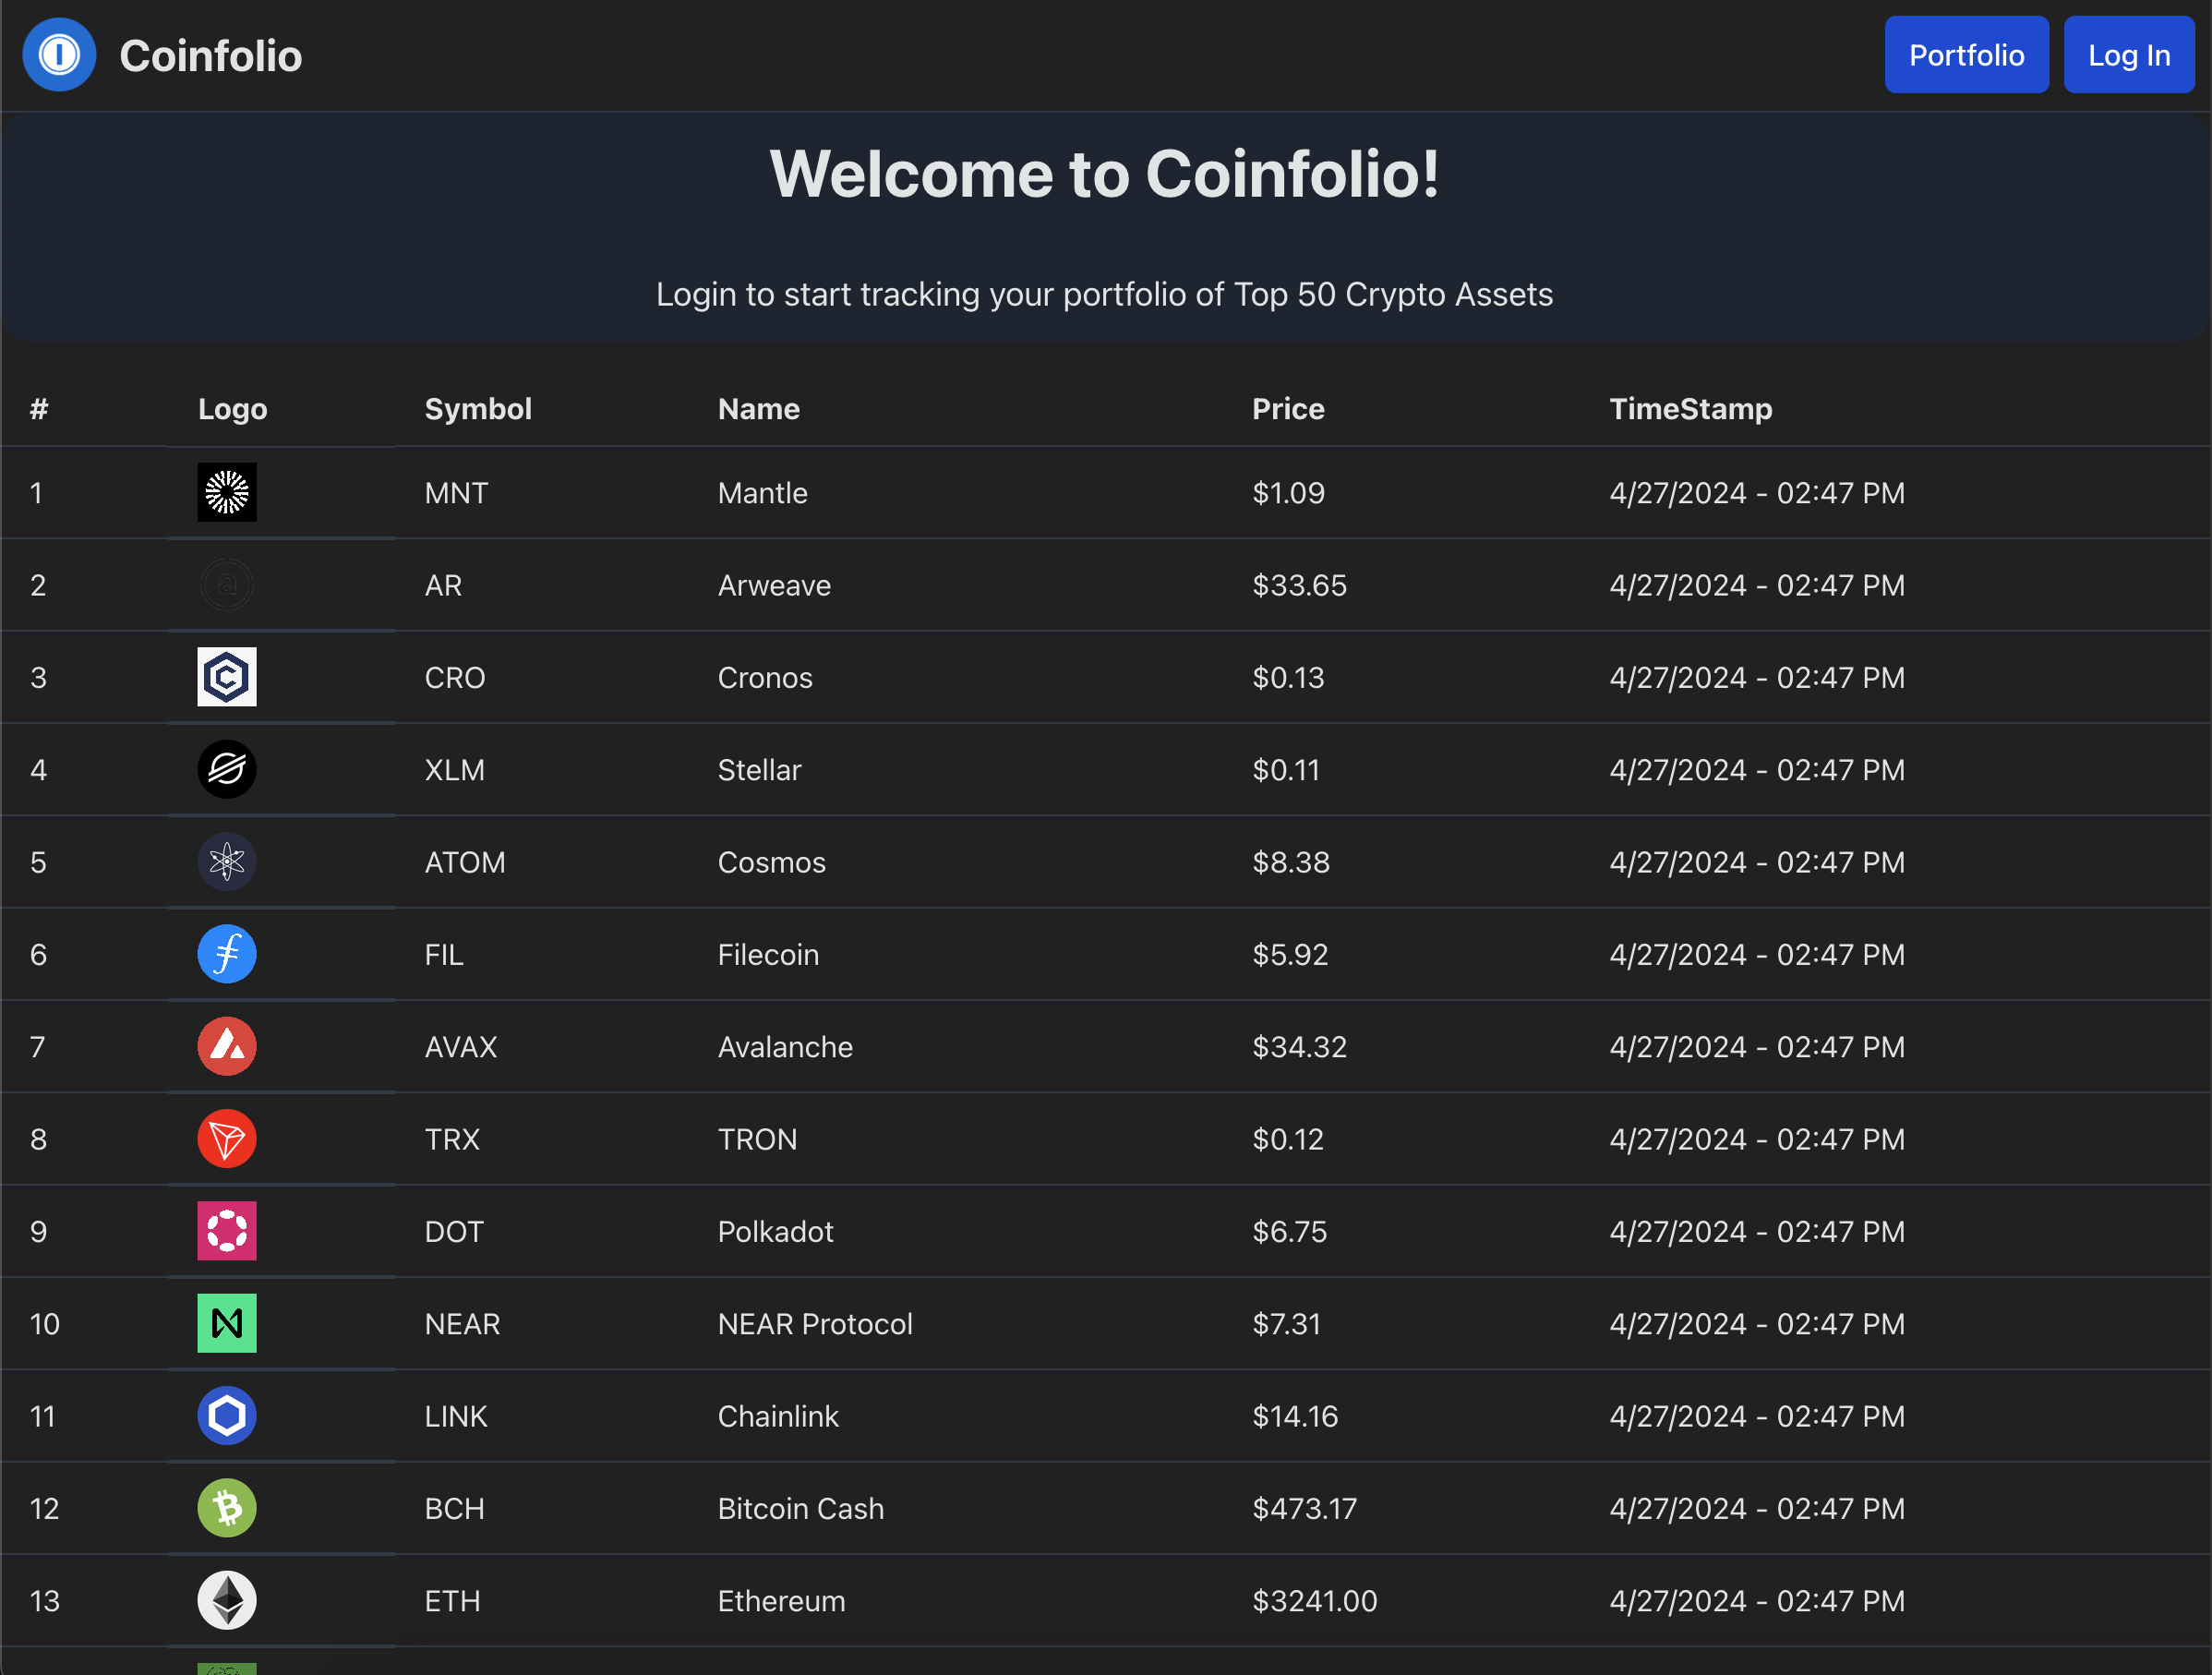 Coinfolio
Portfolio
Log In
Welcome to Coinfolio!
Login to start tracking your portfolio of Top 50 Crypto Assets
# Logo Symbol Name Price TimeStamp
1 MNT Mantle $1.09 4/27/2024 - 02:47 PM
2 a AR Arweave $33.65 4/27/2024 - 02:47 PM
3 CRO Cronos $0.13 4/27/2024 - 02:47 PM
4 XLM Stellar $0.11 4/27/2024 - 02:47 PM
5 ATOM Cosmos $8.38 4/27/2024 - 02:47 PM
6 FIL Filecoin $5.92 4/27/2024 - 02:47 PM
7 AVAX Avalanche $34.32 4/27/2024 - 02:47 PM
8 TRX TRON $0.12 4/27/2024 - 02:47 PM
9 DOT Polkadot $6.75 4/27/2024 - 02:47 PM
10 NEAR NEAR Protocol $7.31 4/27/2024 - 02:47 PM
11 LINK Chainlink $14.16 4/27/2024 - 02:47 PM
12 BCH Bitcoin Cash $473.17 4/27/2024 - 02:47 PM
13 ETH Ethereum $3241.00 4/27/2024 - 02:47 PM